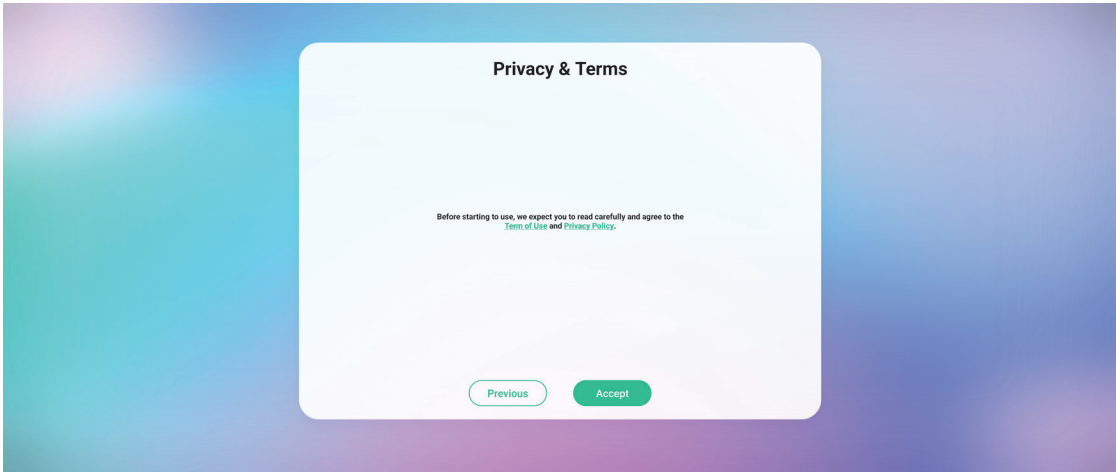 Privacy & Terms
Before starting to use, we expect you to read carefully and agree to the
Term of Use and Privacy Policy.
Previous
Accept